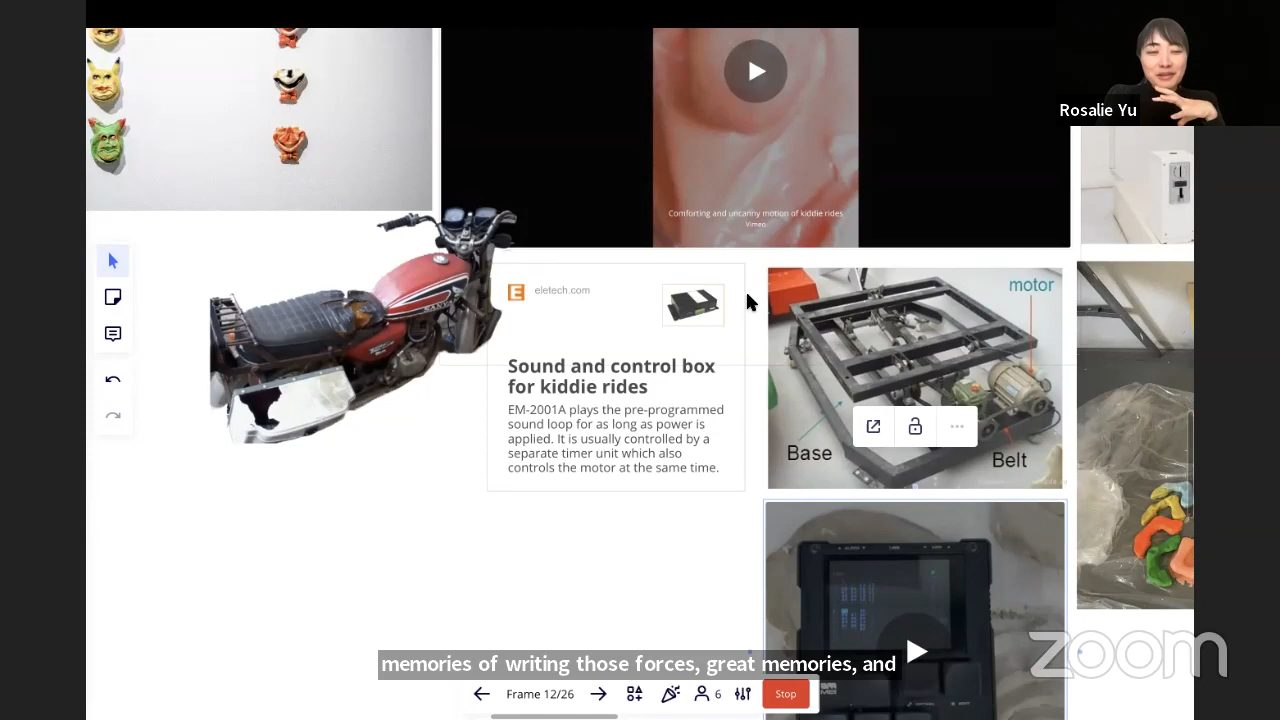 Rosalie Yu
Comforting and uncanny motion of kiddie rides
Vimeo
E
eletech.com
Sound and control box
for kiddie rides
EM-2001A plays the pre-programmed
sound loop for as long as power is
applied. It is usually controlled by a
separate timer unit which also
controls the motor at the same time.
motor
Base
Belt
memories of writing those forces, great memories, and
Frame 12/26
6
Stop
zoom